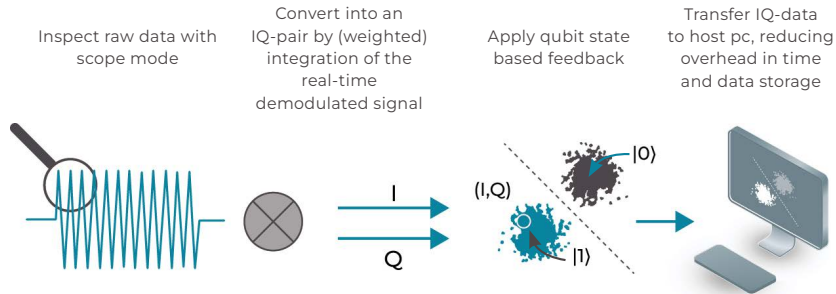 Inspect raw data with
scope mode
Convert into an
IQ-pair by (weighted)
integration of the
real-time
demodulated signal
Apply qubit state
based feedback
Transfer IQ-data
to host pc, reducing
overhead in time
and data storage
I
Q
(I,Q)
|0⟩
|1⟩